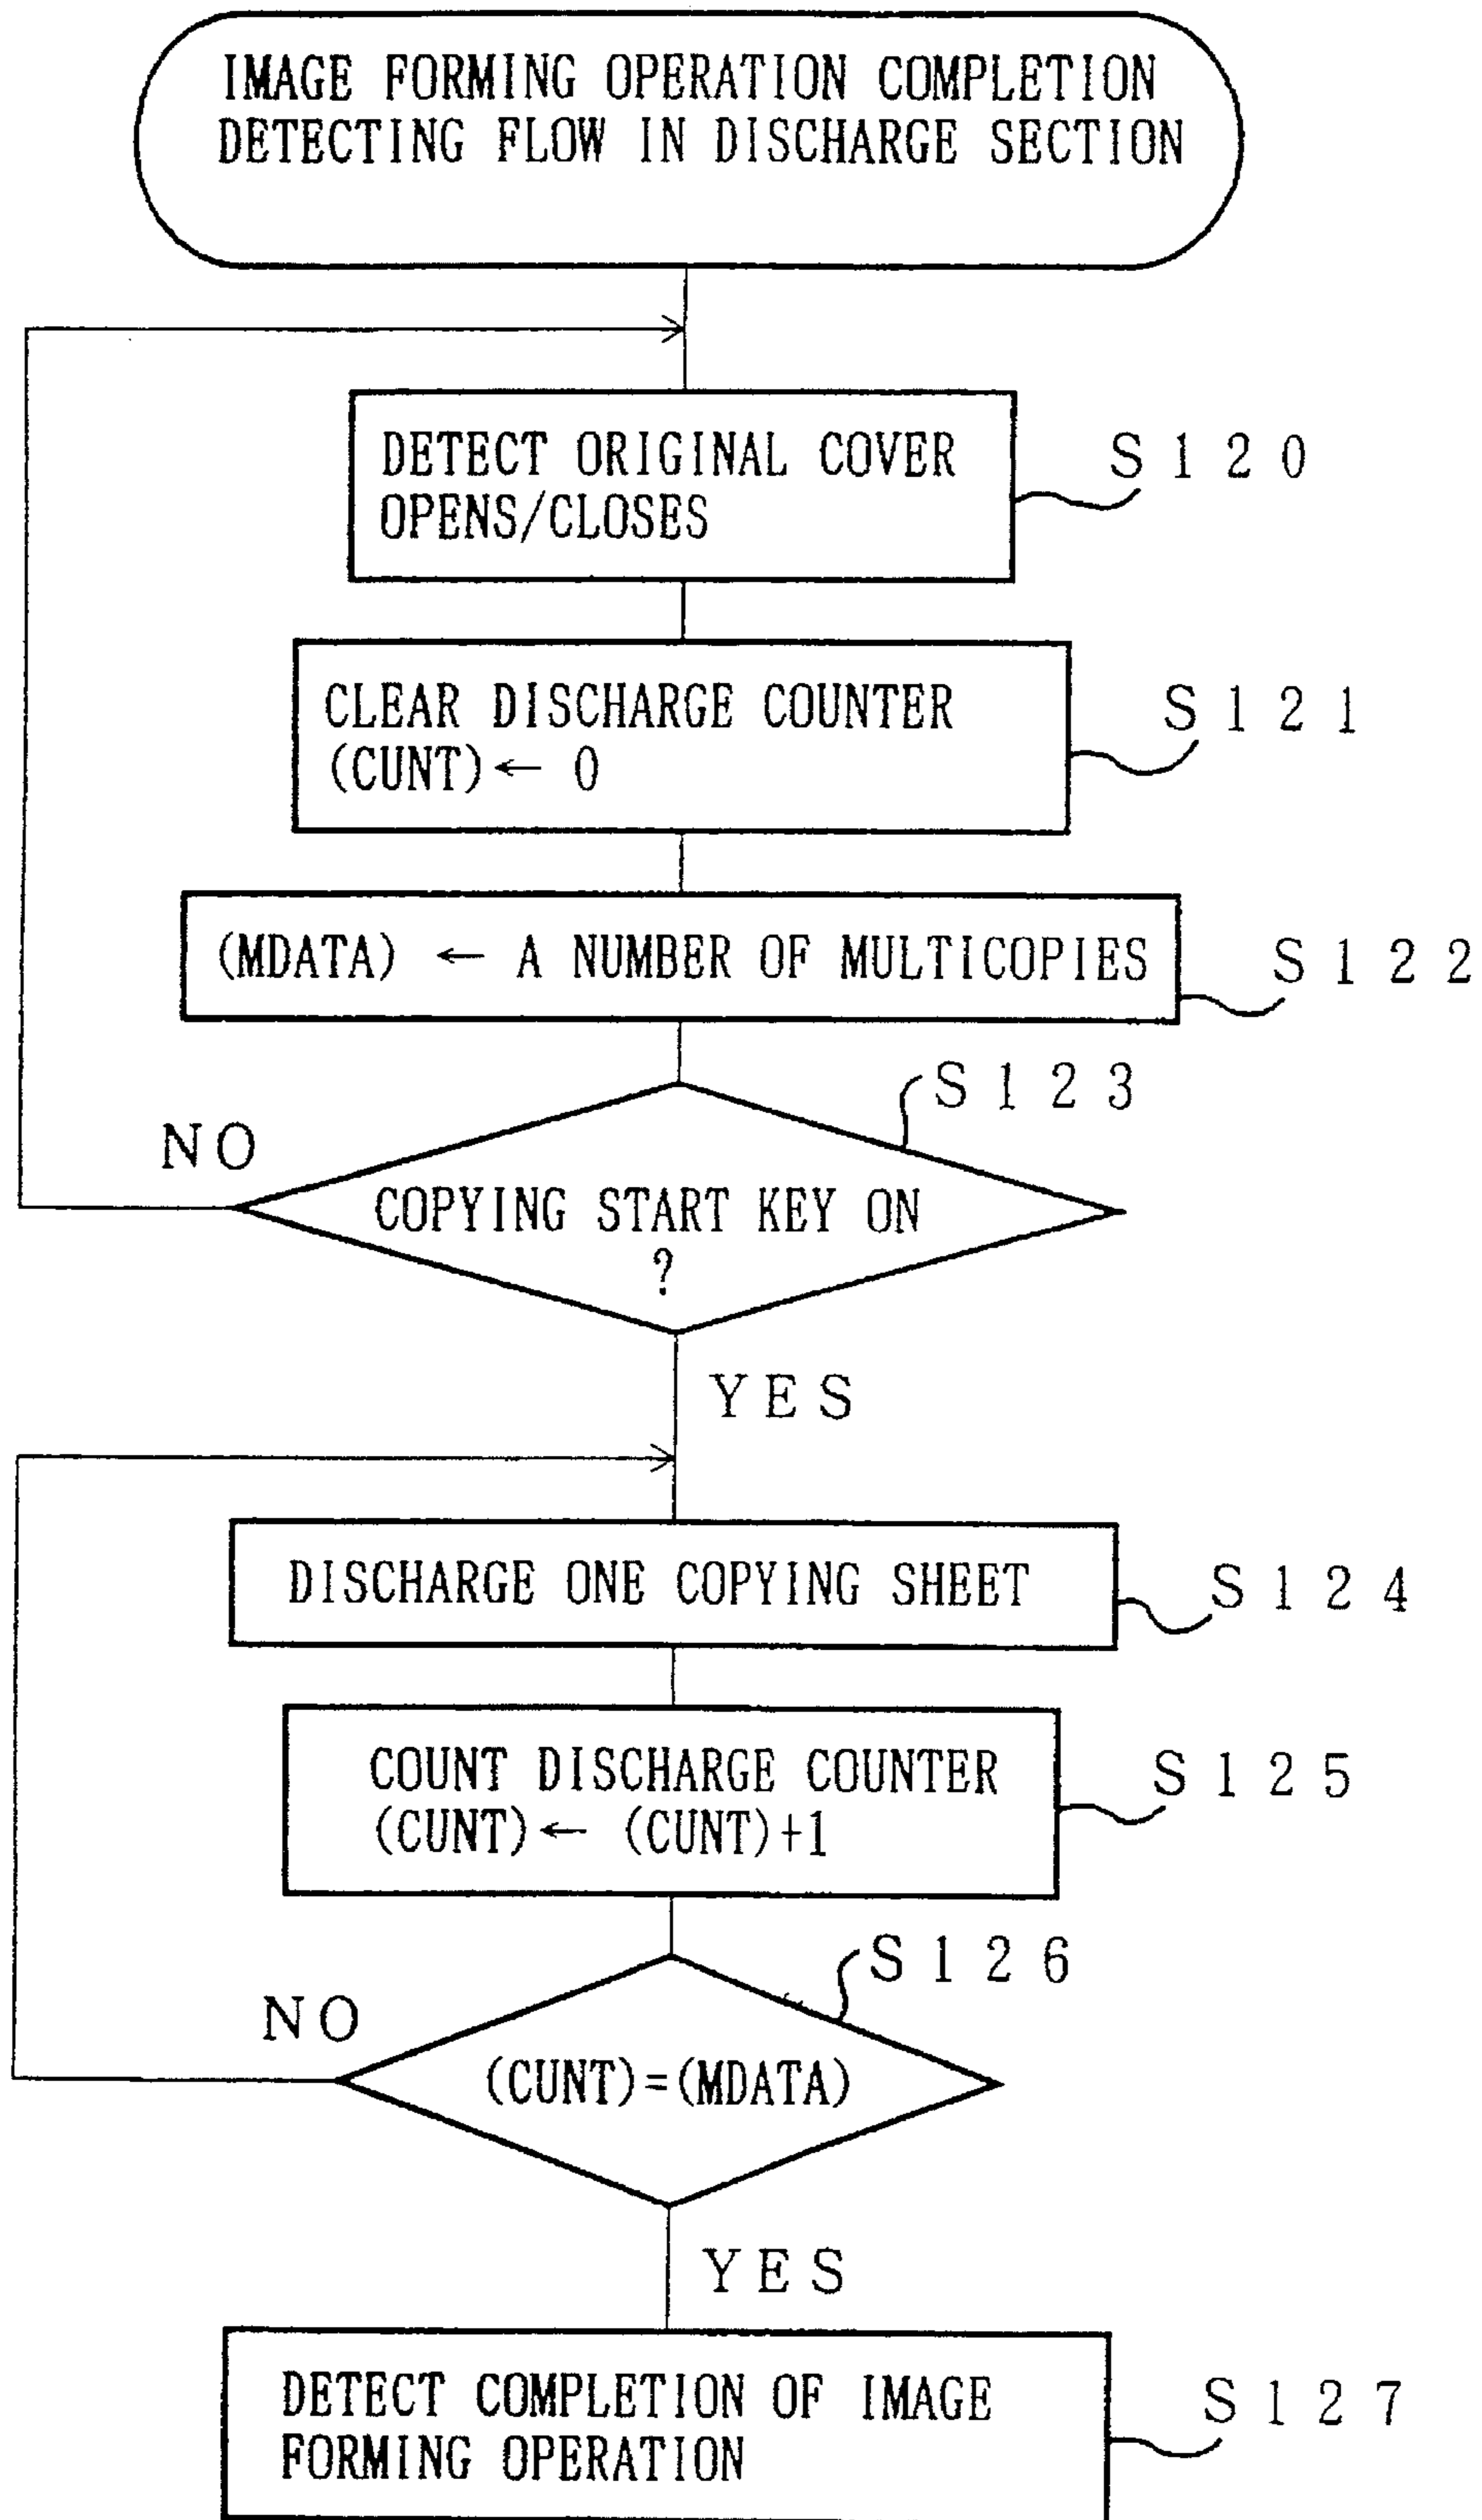 IMAGE FORMING OPERATION COMPLETION
DETECTING FLOW IN DISCHARGE SECTION
DETECT ORIGINAL COVER
OPENS/CLOSES
S120
CLEAR DISCHARGE COUNTER
(CUNT)← 0
S121
(MDATA) ← A NUMBER OF MULTICOPIES
S122
S123
NO
COPYING START KEY ON
?
YES
DISCHARGE ONE COPYING SHEET
S124
COUNT DISCHARGE COUNTER
(CUNT)← (CUNT)+1
S125
S126
NO
(CUNT)=(MDATA)
YES
DETECT COMPLETION OF IMAGE
FORMING OPERATION
S127